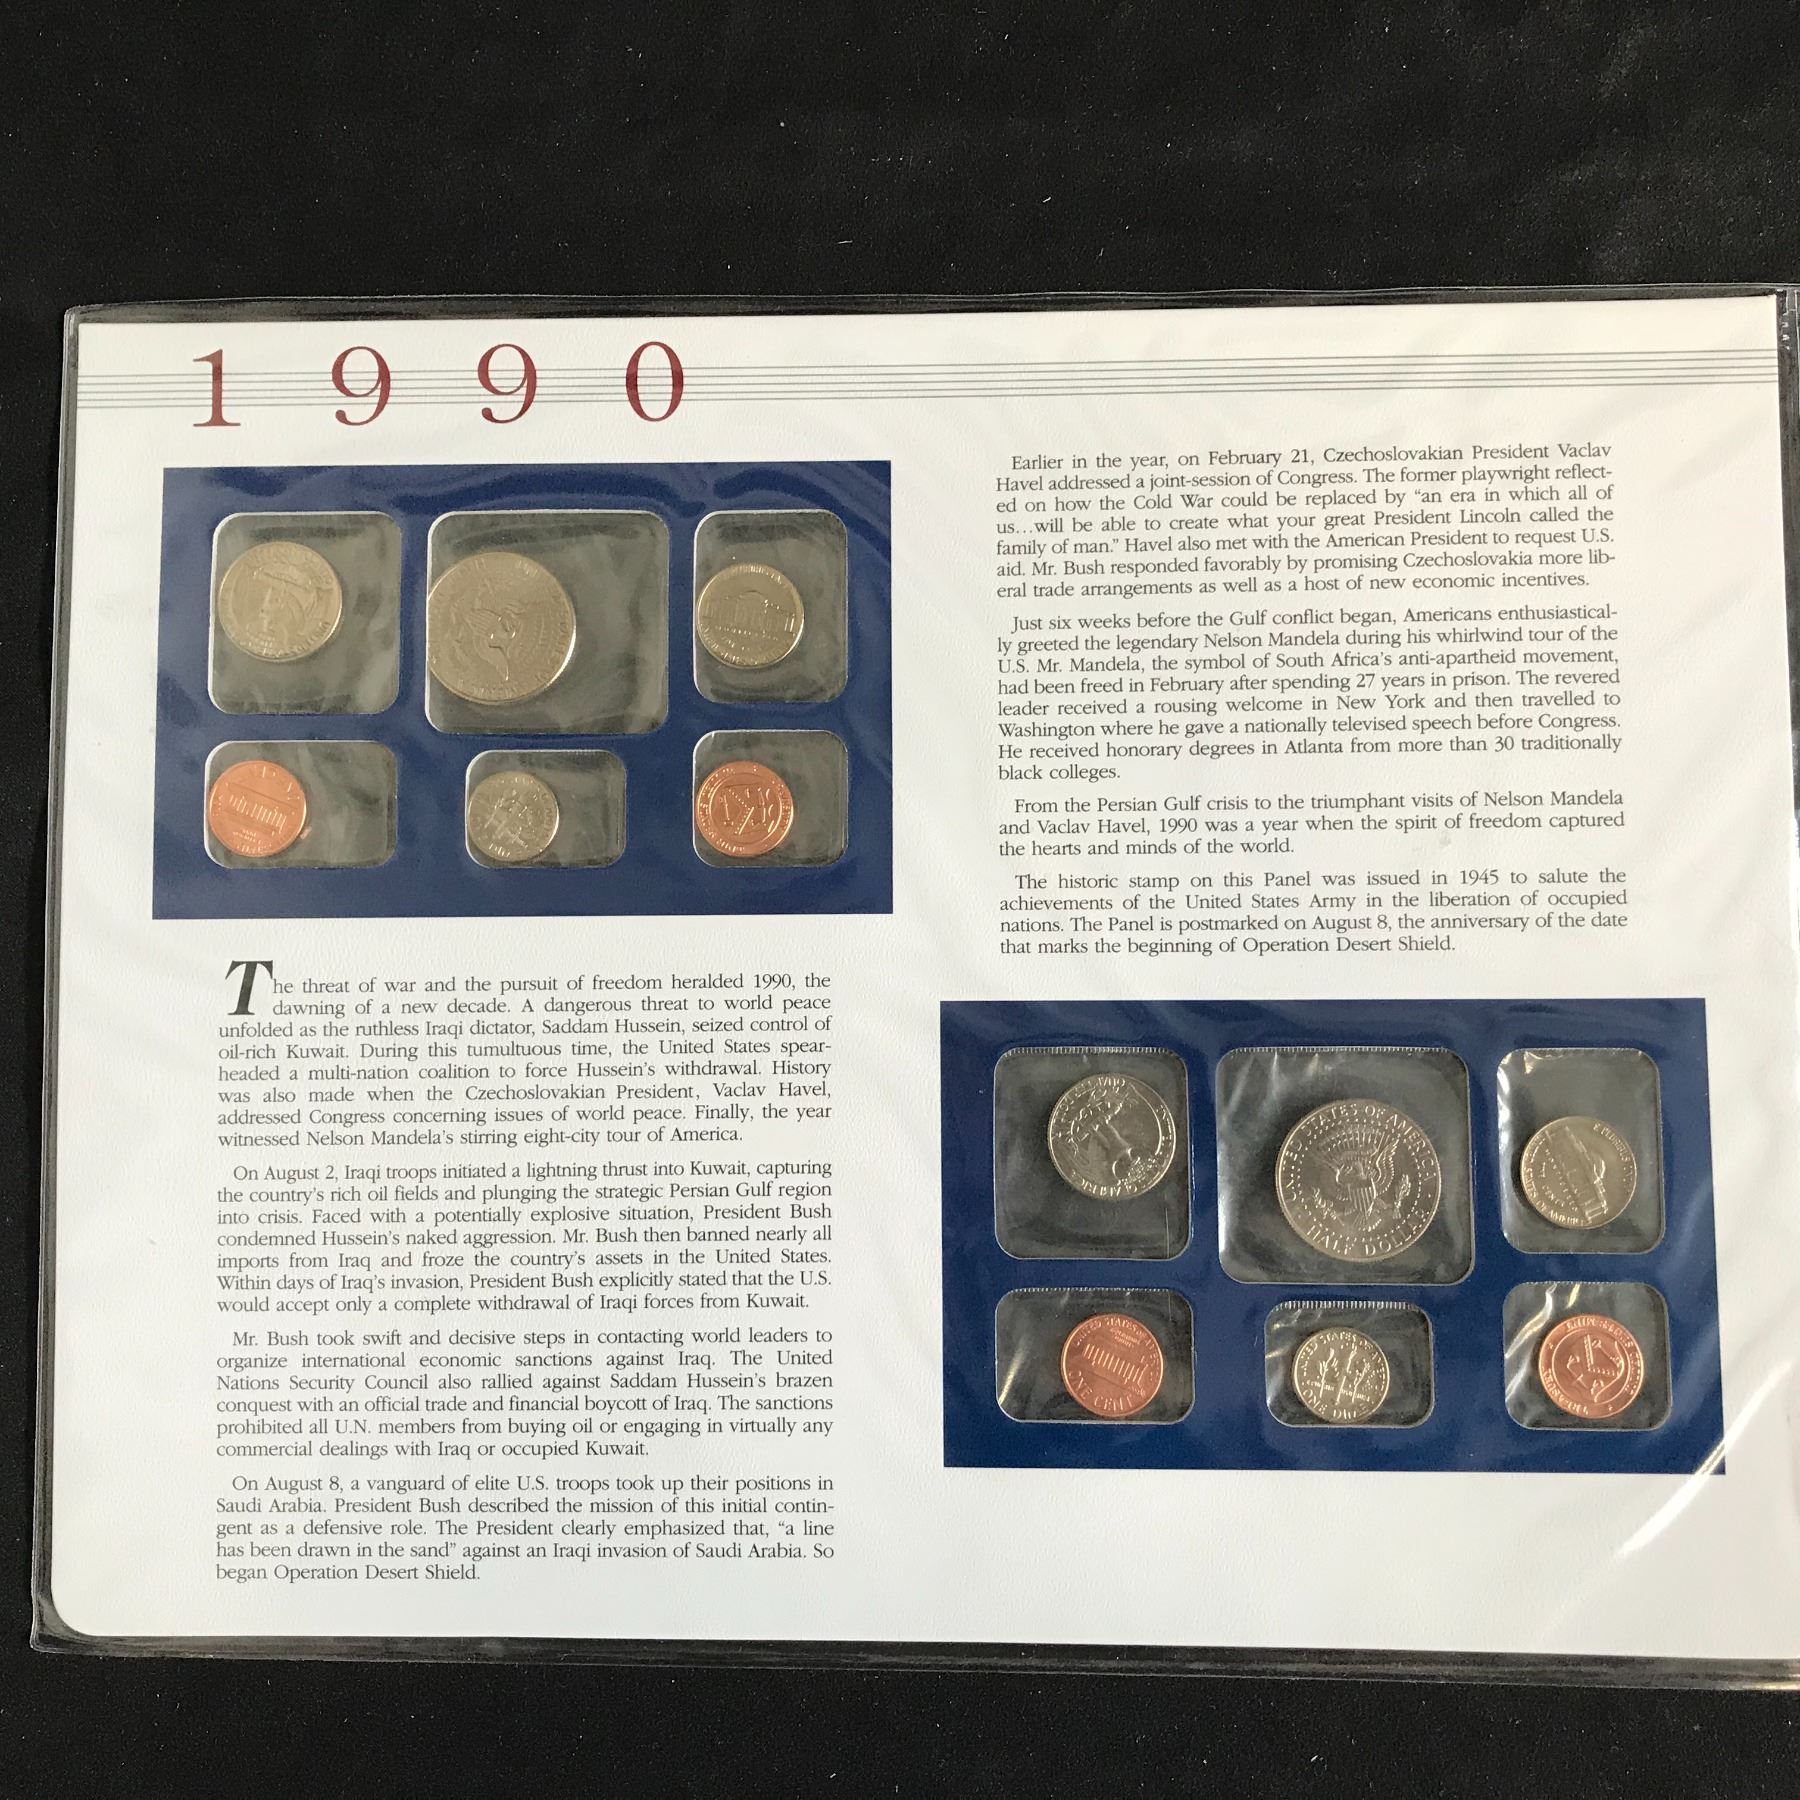 1990
The threat of war and the pursuit of freedom heralded 1990, the
dawning of a new decade. A dangerous threat to world peace
unfolded as the ruthless Iraqi dictator, Saddam Hussein, seized control of
oil-rich Kuwait. During this tumultuous time, the United States spear-
headed a multi-nation coalition to force Hussein's withdrawal. History
was also made when the Czechoslovakian President, Vaclav Havel,
addressed Congress concerning issues of world peace. Finally, the year
witnessed Nelson Mandela's stirring eight-city tour of America.
On August 2, Iraqi troops initiated a lightning thrust into Kuwait, capturing
the country's rich oil fields and plunging the strategic Persian Gulf region
into crisis. Faced with a potentially explosive situation, President Bush
condemned Hussein's naked aggression. Mr. Bush then banned nearly all
imports from Iraq and froze the country's assets in the United States.
Within days of Iraq's invasion, President Bush explicitly stated that the U.S.
would accept only a complete withdrawal of Iraqi forces from Kuwait.
Mr. Bush took swift and decisive steps in contacting world leaders to
organize international economic sanctions against Iraq. The United
Nations Security Council also rallied against Saddam Hussein's brazen
conquest with an official trade and financial boycott of Iraq. The sanctions
prohibited all U.N. members from buying oil or engaging in virtually any
commercial dealings with Iraq or occupied Kuwait.
On August 8, a vanguard of elite U.S. troops took up their positions in
Saudi Arabia. President Bush described the mission of this initial contin-
gent as a defensive role. The President clearly emphasized that, "a line
has been drawn in the sand" against an Iraqi invasion of Saudi Arabia. So
began Operation Desert Shield.
Earlier in the year, on February 21, Czechoslovakian President Vaclav
Havel addressed a joint-session of Congress. The former playwright reflect-
ed on how the Cold War could be replaced by "an era in which all of
us...will be able to create what your great President Lincoln called the
family of man." Havel also met with the American President to request U.S.
aid. Mr. Bush responded favorably by promising Czechoslovakia more lib-
eral trade arrangements as well as a host of new economic incentives.
Just six weeks before the Gulf conflict began, Americans enthusiastical-
ly greeted the legendary Nelson Mandela during his whirlwind tour of the
U.S. Mr. Mandela, the symbol of South Africa's anti-apartheid movement,
had been freed in February after spending 27 years in prison. The revered
leader received a rousing welcome in New York and then travelled to
Washington where he gave a nationally televised speech before Congress.
He received honorary degrees in Atlanta from more than 30 traditionally
black colleges.
From the Persian Gulf crisis to the triumphant visits of Nelson Mandela
and Vaclav Havel, 1990 was a year when the spirit of freedom captured
the hearts and minds of the world.
The historic stamp on this Panel was issued in 1945 to salute the
achievements of the United States Army in the liberation of occupied
nations. The Panel is postmarked on August 8, the anniversary of the date
that marks the beginning of Operation Desert Shield.
UNITED STATES OF AMERICA
HALF DOLLAR
ONE CENT
ONE DIME